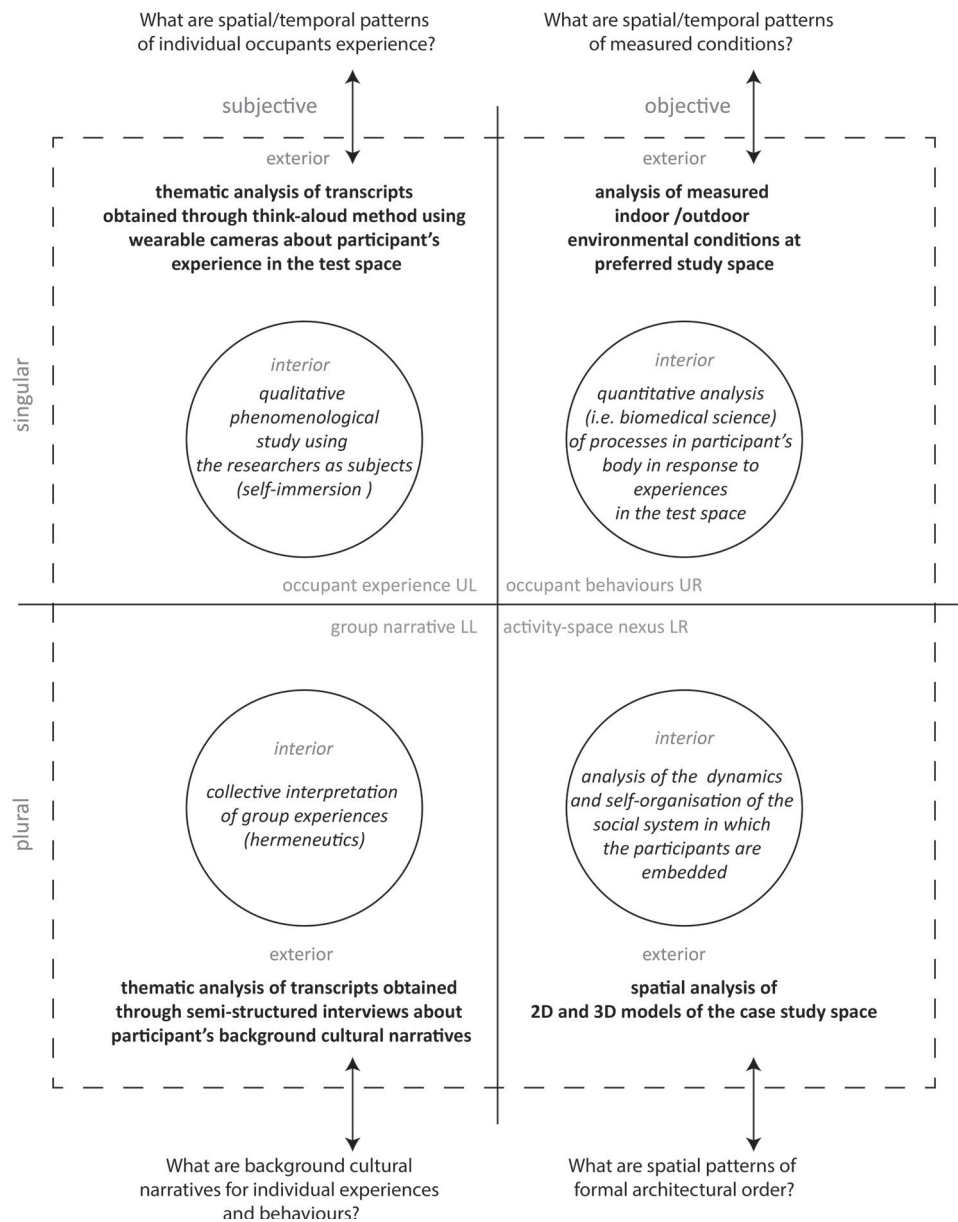 What are spatial/temporal patterns
of individual occupants experience?
What are spatial/temporal patterns
of measured conditions?
subjective
objective
exterior
thematic analysis of transcripts
obtained through think-aloud method using
wearable cameras about participant's
experience in the test space
exterior
analysis of measured
indoor /outdoor
environmental conditions at
preferred study space
singular
interior
qualitative
phenomenological
study using
the researchers as subjects
(self-immersion )
interior
quantitative analysis
(i.e. biomedical science)
of processes in participant's
body in response to
experiences
in the test space
occupant experience UL
occupant behaviours UR
group narrative LL
activity-space nexus LR
plural
interior
collective interpretation
of group experiences
(hermeneutics)
interior
analysis of the dynamics
and self-organisation of the
social system in which
the participants are
embedded
exterior
thematic analysis of transcripts obtained
through semi-structured interviews about
participant's background cultural narratives
exterior
spatial analysis of
2D and 3D models of the case study space
What are background cultural
narratives for individual experiences
and behaviours?
What are spatial patterns of
formal architectural order?